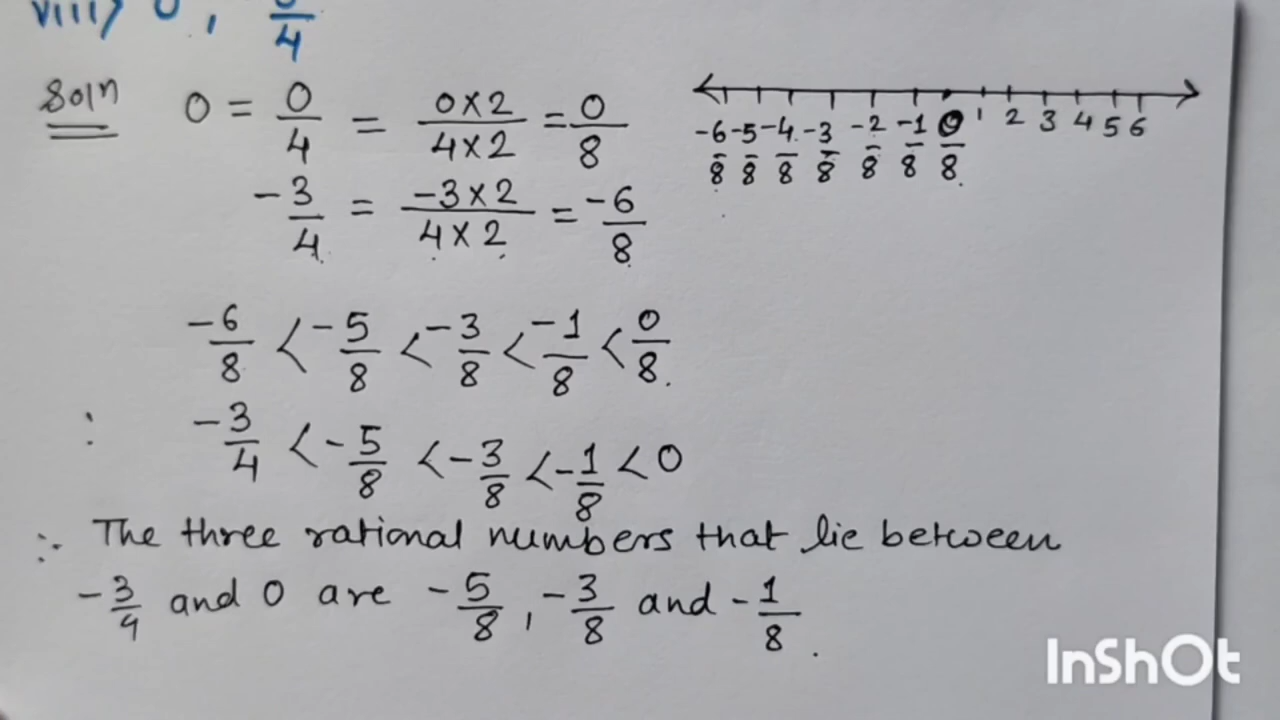 viii) 0, -3/4
Soln 0 = 0/4 = 0×2/4×2 = 0/8
-3/4 = -3×2/4×2 = -6/8
-6/8 -5/8 -4/8 -3/8 -2/8 -1/8 0/8 1 2 3 4 5 6
-6/8 < -5/8 < -3/8 < -1/8 < 0/8.
: -3/4 < -5/8 < -3/8 < -1/8 < 0
∴ The three rational numbers that lie between
-3/4 and 0 are -5/8, -3/8 and -1/8.
InShOt